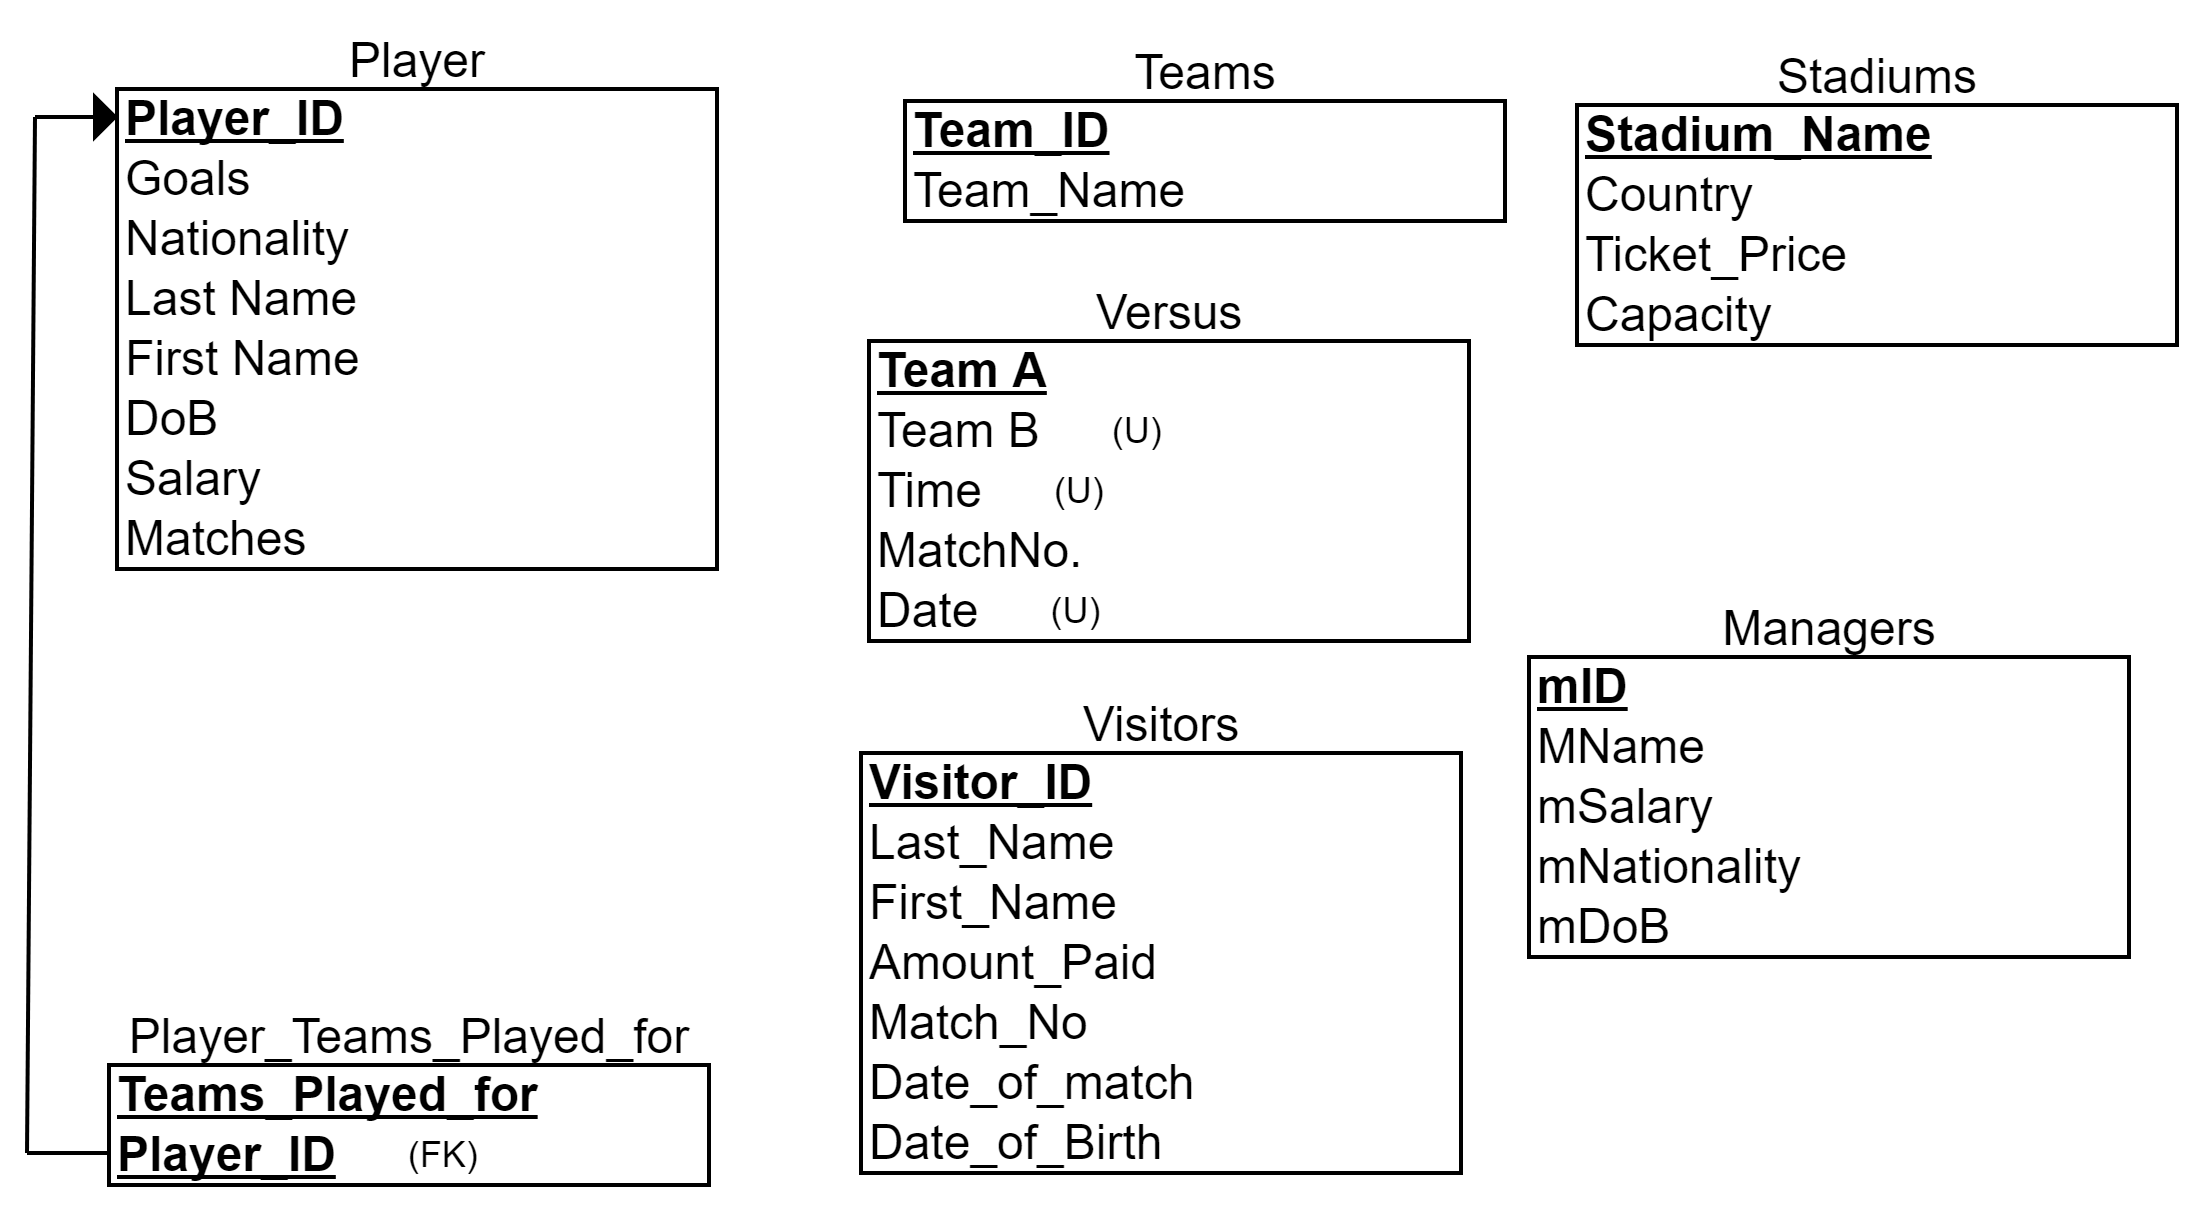 Player
Player_ID
Goals
Nationality
Last Name
First Name
DoB
Salary
Matches
Player_Teams_Played_for
Teams_Played_for
Player_ID (FK)
Teams
Team_ID
Team_Name
Versus
Team A
Team B (U)
Time (U)
MatchNo.
Date (U)
Visitors
Visitor_ID
Last_Name
First_Name
Amount_Paid
Match_No
Date_of_match
Date_of_Birth
Stadiums
Stadium_Name
Country
Ticket_Price
Capacity
Managers
mID
MName
mSalary
mNationality
mDoB